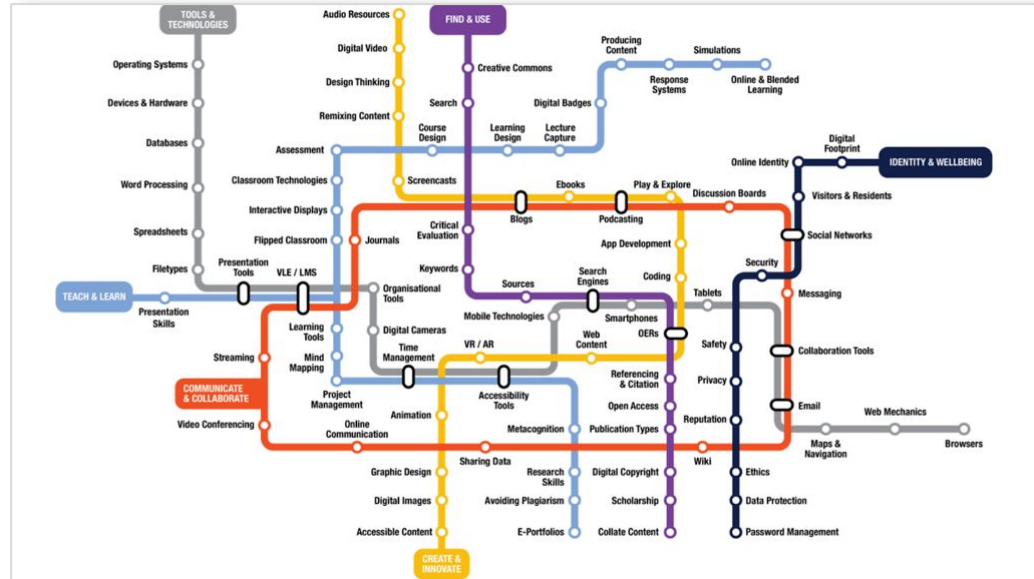 TOOLS &
TECHNOLOGIES
Audio Resources
FIND & USE
Digital Video
Operating Systems
Creative Commons
Producing
Content
Simulations
Response
Systems
Online & Blended
Learning
Design Thinking
Devices & Hardware
Search
Digital Badges
Remixing Content
Databases
Assessment
Course
Design
Learning
Design
Lecture
Capture
Digital
Footprint
Online Identity
IDENTITY & WELLBEING
Word Processing
Classroom Technologies
Screencasts
Ebooks
Play & Explore
Discussion Boards
Visitors & Residents
Interactive Displays
Blogs
Podcasting
Spreadsheets
Flipped Classroom
Journals
Critical
Evaluation
App Development
Social Networks
Filetypes
Presentation
Tools
VLE / LMS
Keywords
Search
Engines
Coding
Security
TEACH & LEARN
Presentation
Skills
Organisational
Tools
Sources
Tablets
Messaging
Mobile Technologies
Smartphones
Learning
Tools
Digital Cameras
OERs
Streaming
Mind
Mapping
Time
Management
VR / AR
Web
Content
Safety
Collaboration Tools
COMMUNICATE
& COLLABORATE
Project
Management
Accessibility
Tools
Referencing
& Citation
Privacy
Video Conferencing
Online
Communication
Animation
Metacognition
Open Access
Publication Types
Reputation
Email
Web Mechanics
Maps &
Navigation
Browsers
Sharing Data
Wiki
Graphic Design
Research
Skills
Digital Copyright
Ethics
Digital Images
Avoiding Plagiarism
Scholarship
Data Protection
Accessible Content
E-Portfolios
Collate Content
Password Management
CREATE &
INNOVATE